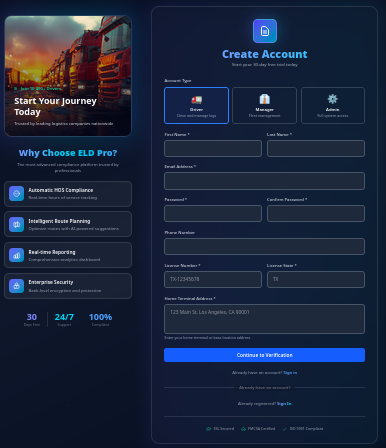 Start Your Journey
Today
Trusted by leading logistics companies nationwide
Why Choose ELD Pro?
The most advanced compliance platform trusted by
professionals
Automatic HOS Compliance
Real-time hours of service tracking
Intelligent Route Planning
Optimize routes with AI-powered suggestions
Real-time Reporting
Comprehensive analytics dashboard
Enterprise Security
Bank-level encryption and protection
30
Days Free
24/7
Support
100%
Compliant
Create Account
Start your 30-day free trial today
Account Type
Driver
Drive and manage logs
Manager
Fleet management
Admin
Full system access
First Name *
Last Name *
Email Address *
Password *
Confirm Password *
Phone Number
License Number *
License State *
TX-12345678
TX
Home Terminal Address *
123 Main St, Los Angeles, CA 90001
Enter your home terminal or base location address
Continue to Verification
Already have an account? Sign in
Already have an account?
Already registered? Sign In
SSL Secured
FMCSA Certified